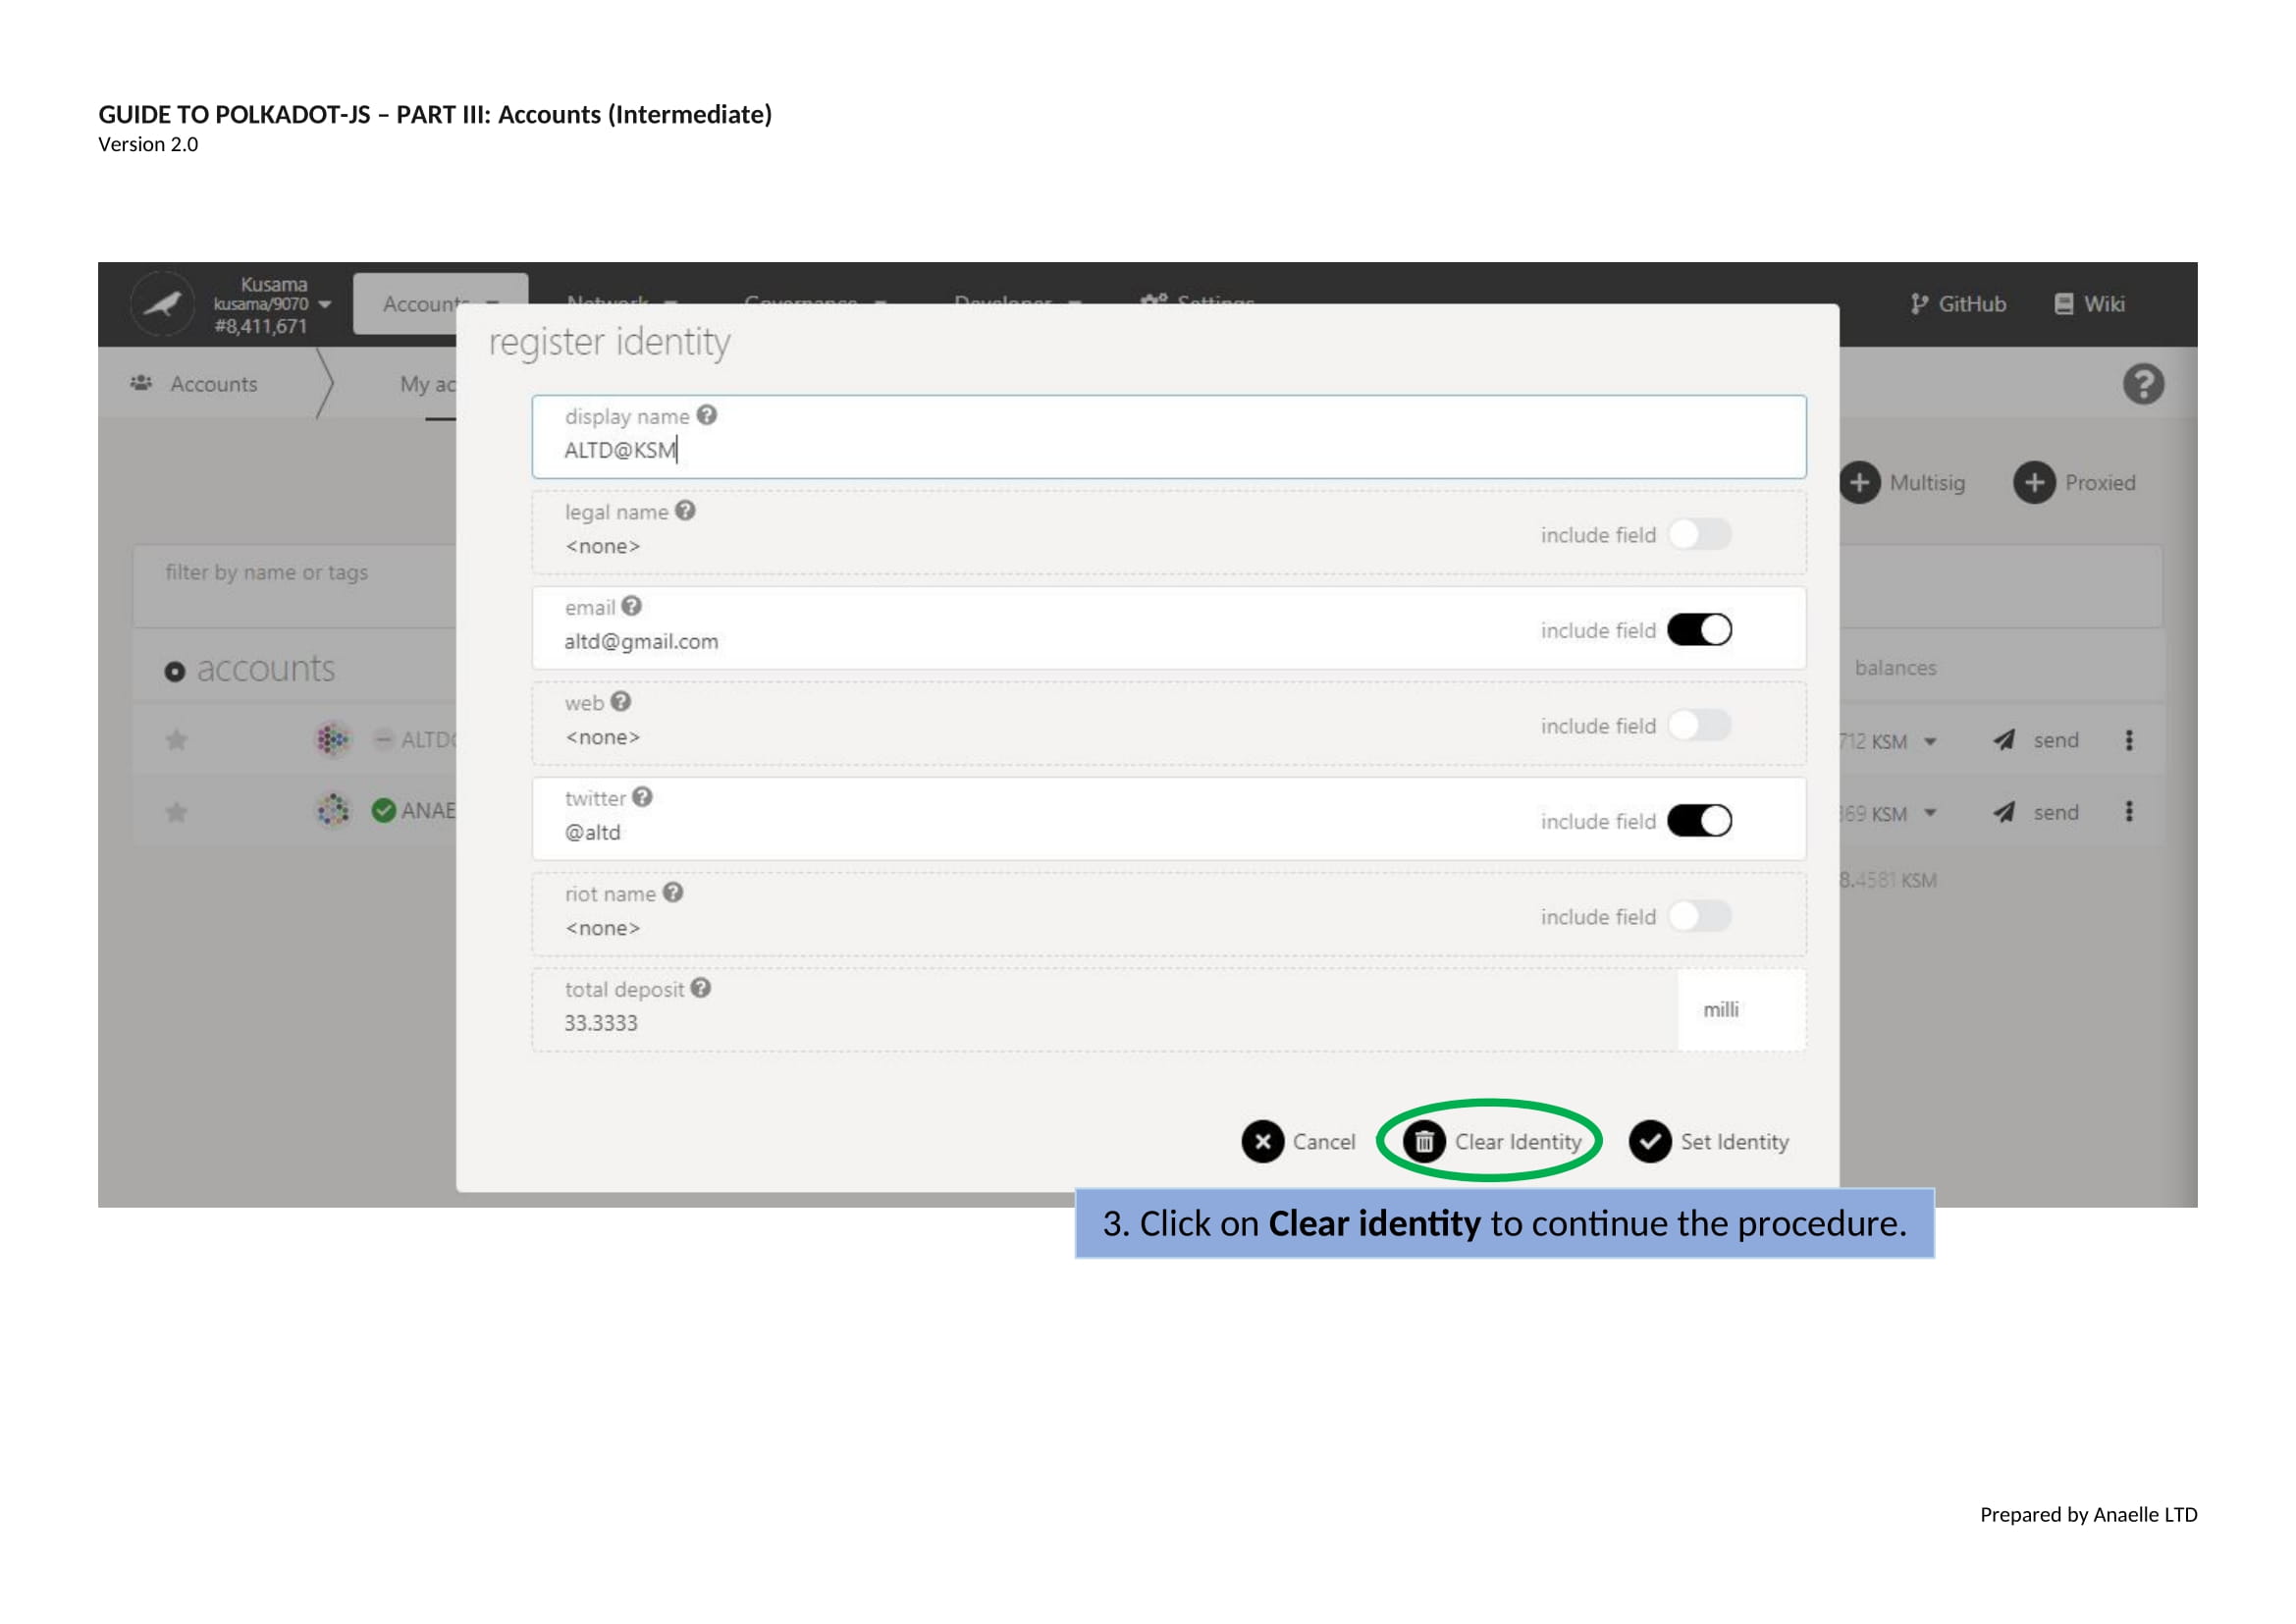 GUIDE TO POLKADOT-JS – PART III: Accounts (Intermediate)
Version 2.0
Kusama
kusama/9070
#8,411,671
Accounts
Network
Governance
Developer
Settings
GitHub
Wiki
Accounts
My ac
register identity
display name
ALTD@KSM
legal name
<none>
include field
Multisig
Proxied
filter by name or tags
email
altd@gmail.com
include field
accounts
balances
web
<none>
include field
ALTD@
712 KSM
send
twitter
@altd
include field
ANAE
369 KSM
send
riot name
<none>
include field
8.4581 KSM
total deposit
33.3333
milli
Cancel
Clear Identity
Set Identity
3. Click on Clear identity to continue the procedure.
Prepared by Anaelle LTD